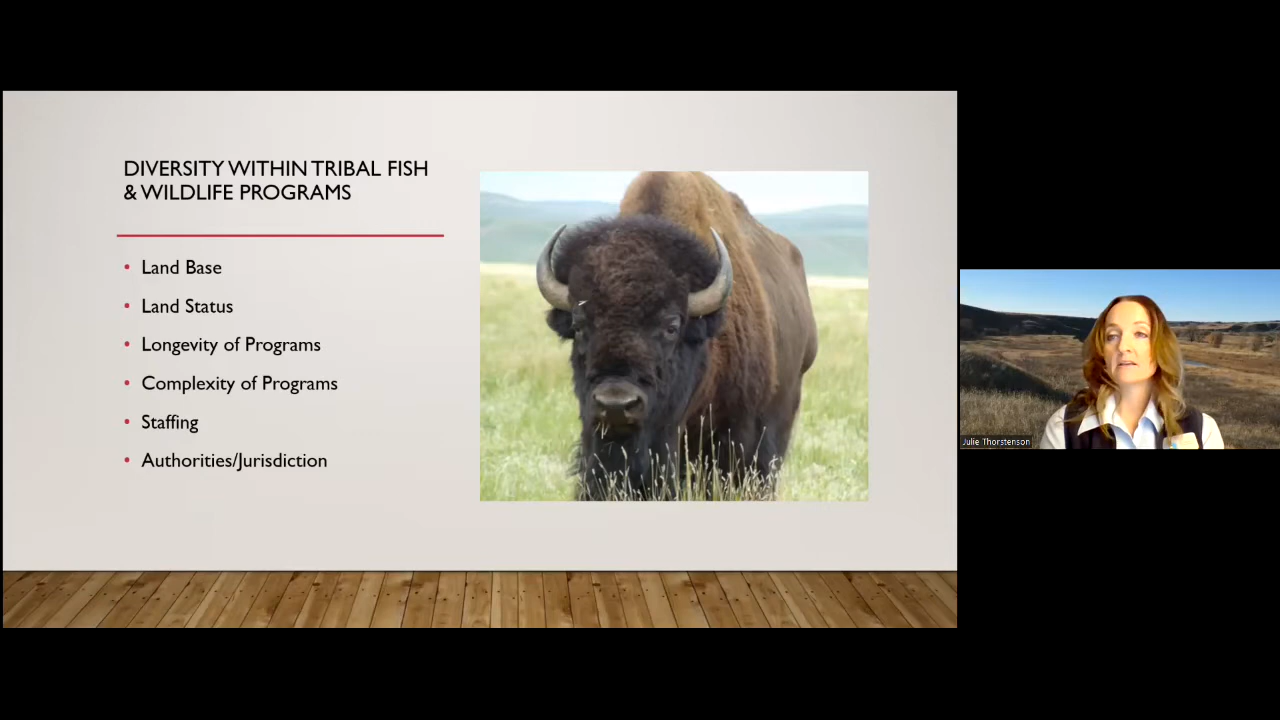 DIVERSITY WITHIN TRIBAL FISH
& WILDLIFE PROGRAMS
• Land Base
• Land Status
• Longevity of Programs
• Complexity of Programs
• Staffing
• Authorities/Jurisdiction
Julie Thorstenson